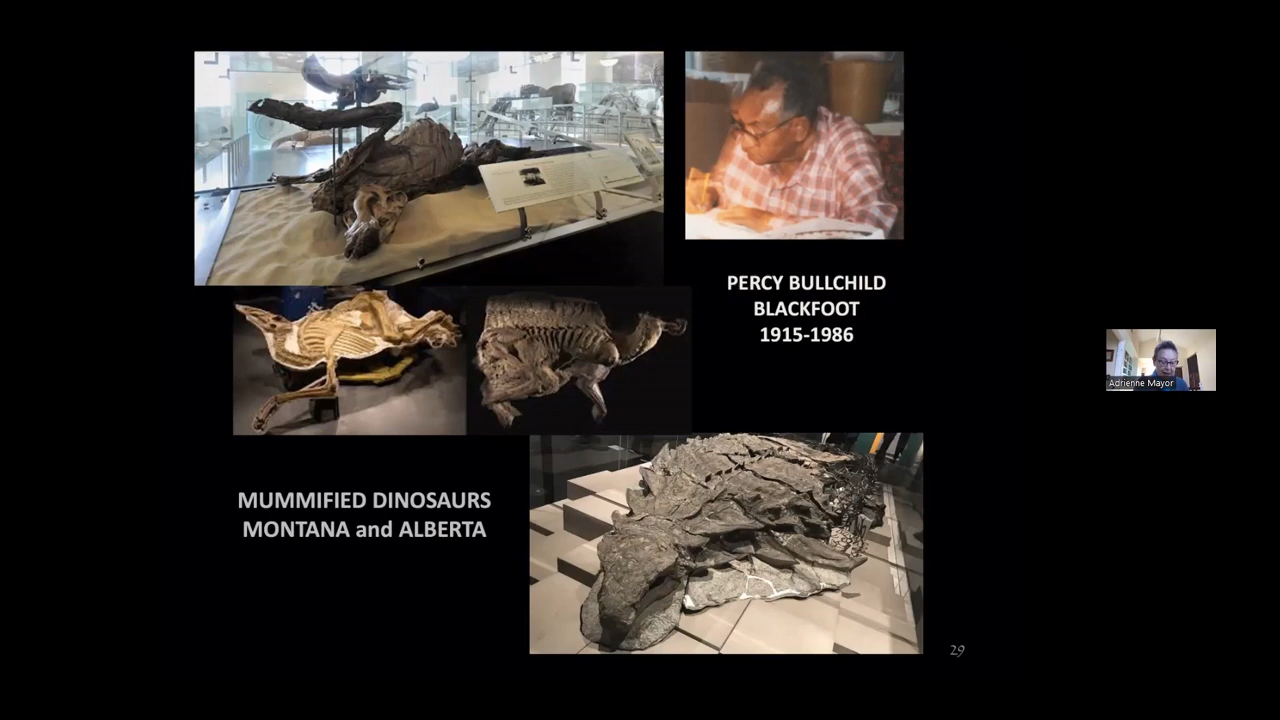 PERCY BULLCHILD
BLACKFOOT
1915-1986
Adrienne Mayor
MUMMIFIED DINOSAURS
MONTANA and ALBERTA
29